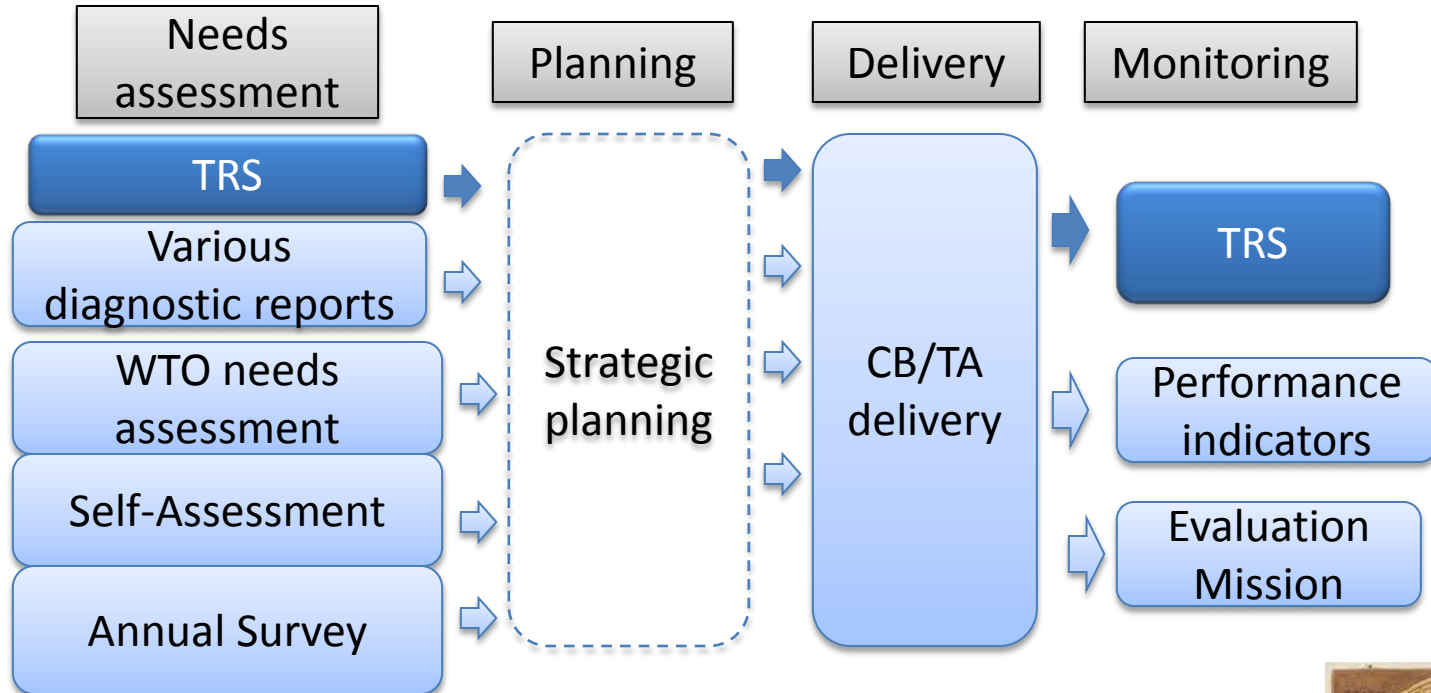 Needs
assessment
Planning
Delivery
Monitoring
TRS
Various
diagnostic reports
WTO needs
assessment
Self-Assessment
Annual Survey
Strategic
planning
CB/TA
delivery
TRS
Performance
indicators
Evaluation
Mission